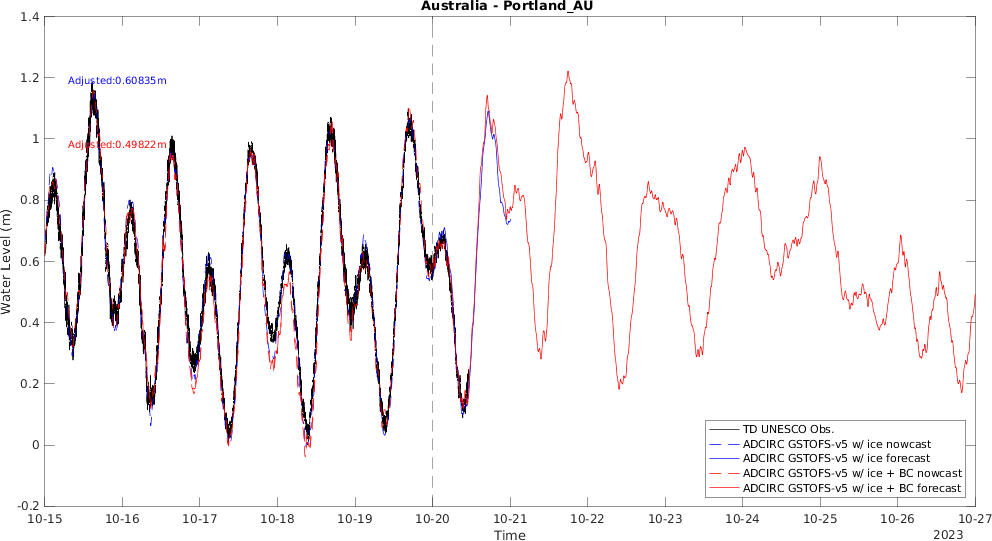 Australia - Portland_AU
1.4
1.2
1
0.8
0.6
0.4
0.2
0
-0.2
Water Level (m)
Adjusted:0.60835m
Adjusted:0.49822m
TD UNESCO Obs.
ADCIRC GSTOFS-v5 w/ ice nowcast
ADCIRC GSTOFS-v5 w/ ice forecast
ADCIRC GSTOFS-v5 w/ ice + BC nowcast
ADCIRC GSTOFS-v5 w/ ice + BC forecast
10-15 10-16 10-17 10-18 10-19 10-20 10-21 10-22 10-23 10-24 10-25 10-26 10-27
Time
2023